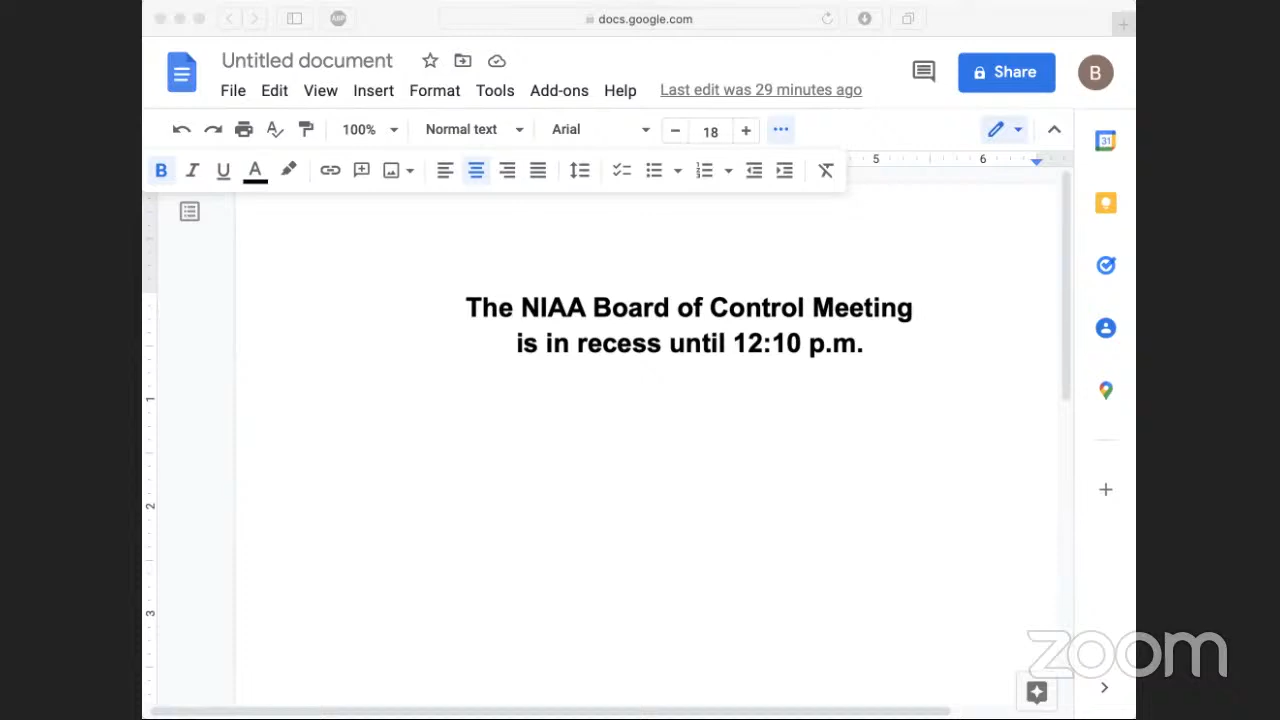 docs.google.com
ABP
Untitled document
File Edit View Insert Format Tools Add-ons Help Last edit was 29 minutes ago
Share
B
100% Normal text Arial 18
B I U A
5 6
31
The NIAA Board of Control Meeting
is in recess until 12:10 p.m.
1
2
3
zoom